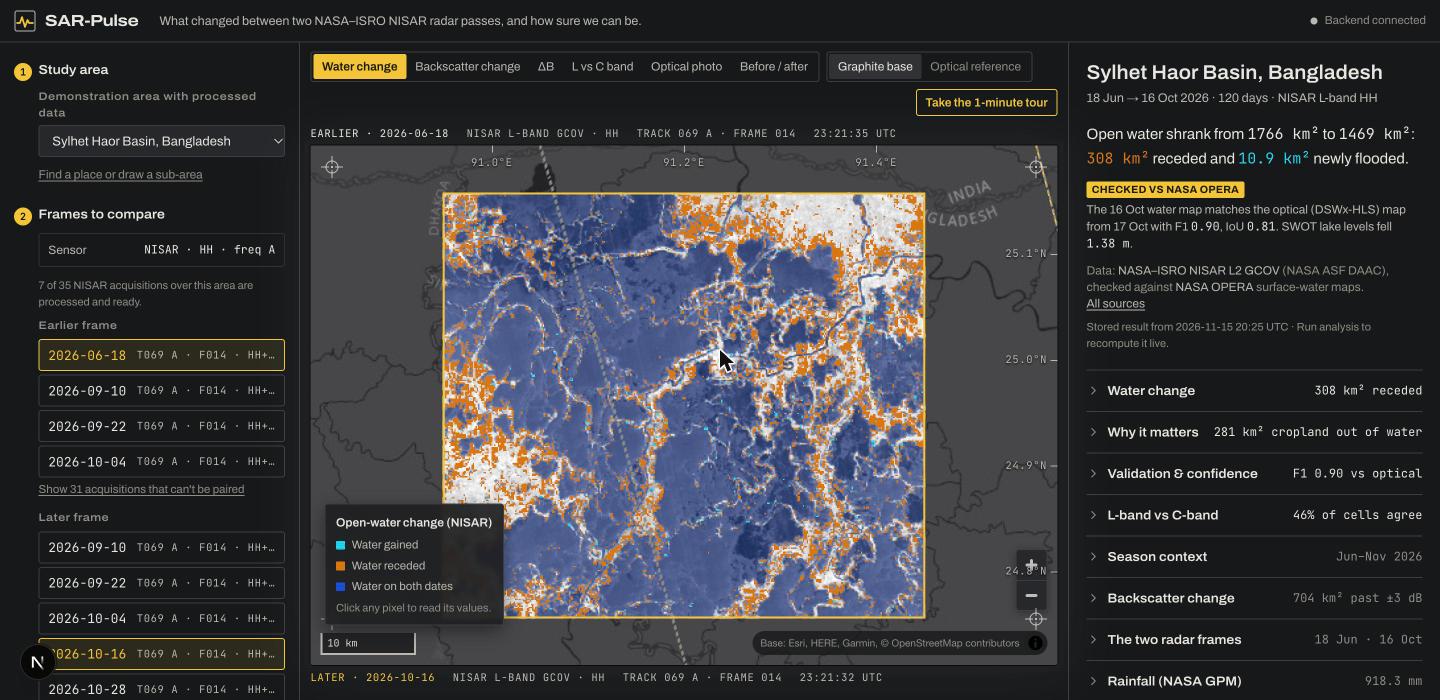 SAR-Pulse
What changed between two NASA–ISRO NISAR radar passes, and how sure we can be.
Backend connected
1
Study area
Demonstration area with processed
data
Sylhet Haor Basin, Bangladesh
Find a place or draw a sub-area
2
Frames to compare
Sensor NISAR · HH · freq A
7 of 35 NISAR acquisitions over this area are
processed and ready.
Earlier frame
2026-06-18 T069 A · F014 · HH+…
2026-09-10 T069 A · F014 · HH+…
2026-09-22 T069 A · F014 · HH+…
2026-10-04 T069 A · F014 · HH+…
Show 31 acquisitions that can't be paired
Later frame
2026-09-10 T069 A · F014 · HH+…
2026-09-22 T069 A · F014 · HH+…
2026-10-04 T069 A · F014 · HH+…
2026-10-16 T069 A · F014 · HH+…
2026-10-28 T069 A · F014 · HH+…
N
Water change Backscatter change ΔB L vs C band Optical photo Before / after Graphite base Optical reference
Take the 1-minute tour
EARLIER · 2026-06-18 NISAR L-BAND GCOV · HH TRACK 069 A · FRAME 014 23:21:35 UTC
91.0°E 91.2°E 91.4°E
INDIA
25.1°N
25.0°N
24.9°N
24.8°N
Open-water change (NISAR)
Water gained
Water receded
Water on both dates
Click any pixel to read its values.
10 km
+
−
Base: Esri, HERE, Garmin, © OpenStreetMap contributors
i
LATER · 2026-10-16 NISAR L-BAND GCOV · HH TRACK 069 A · FRAME 014 23:21:32 UTC
Sylhet Haor Basin, Bangladesh
18 Jun → 16 Oct 2026 · 120 days · NISAR L-band HH
Open water shrank from 1766 km² to 1469 km²:
308 km² receded and 10.9 km² newly flooded.
CHECKED VS NASA OPERA
The 16 Oct water map matches the optical (DSWx-HLS) map
from 17 Oct with F1 0.90, IoU 0.81. SWOT lake levels fell
1.38 m.
Data: NASA–ISRO NISAR L2 GCOV (NASA ASF DAAC),
checked against NASA OPERA surface-water maps.
All sources
Stored result from 2026-11-15 20:25 UTC · Run analysis to
recompute it live.
Water change 308 km² receded
Why it matters 281 km² cropland out of water
Validation & confidence F1 0.90 vs optical
L-band vs C-band 46% of cells agree
Season context Jun–Nov 2026
Backscatter change 704 km² past ±3 dB
The two radar frames 18 Jun · 16 Oct
Rainfall (NASA GPM) 918.3 mm